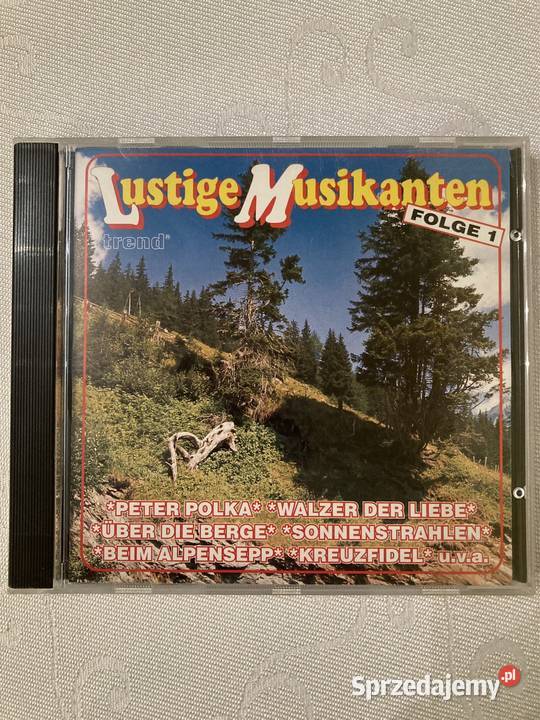 Lustige Musikanten
FOLGE 1
trend®
*PETER POLKA* *WALZER DER LIEBE*
*ÜBER DIE BERGE* *SONNENSTRAHLEN*
*BEIM ALPENSEPP* *KREUZFIDEL* u.v.a.
Sprzedajemy.pl